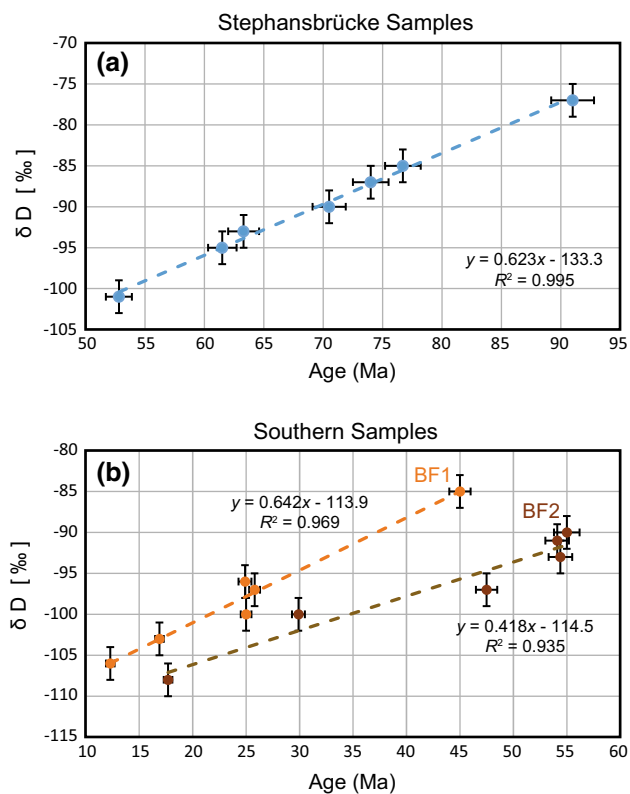 Stephansbrücke Samples
(a)
-70
-75
-80
-85
-90
-95
-100
-105
δ D [ ‰ ]
y = 0.623x - 133.3
R² = 0.995
50 55 60 65 70 75 80 85 90 95
Age (Ma)
Southern Samples
(b)
-80
-85
-90
-95
-100
-105
-110
-115
δ D [ ‰ ]
BF1
y = 0.642x - 113.9
R² = 0.969
BF2
y = 0.418x - 114.5
R² = 0.935
10 15 20 25 30 35 40 45 50 55 60
Age (Ma)